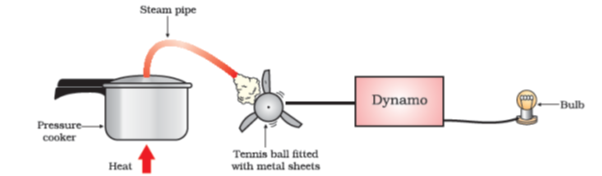 Steam pipe
Pressure
cooker
Heat
Tennis ball fitted
with metal sheets
Dynamo
Bulb